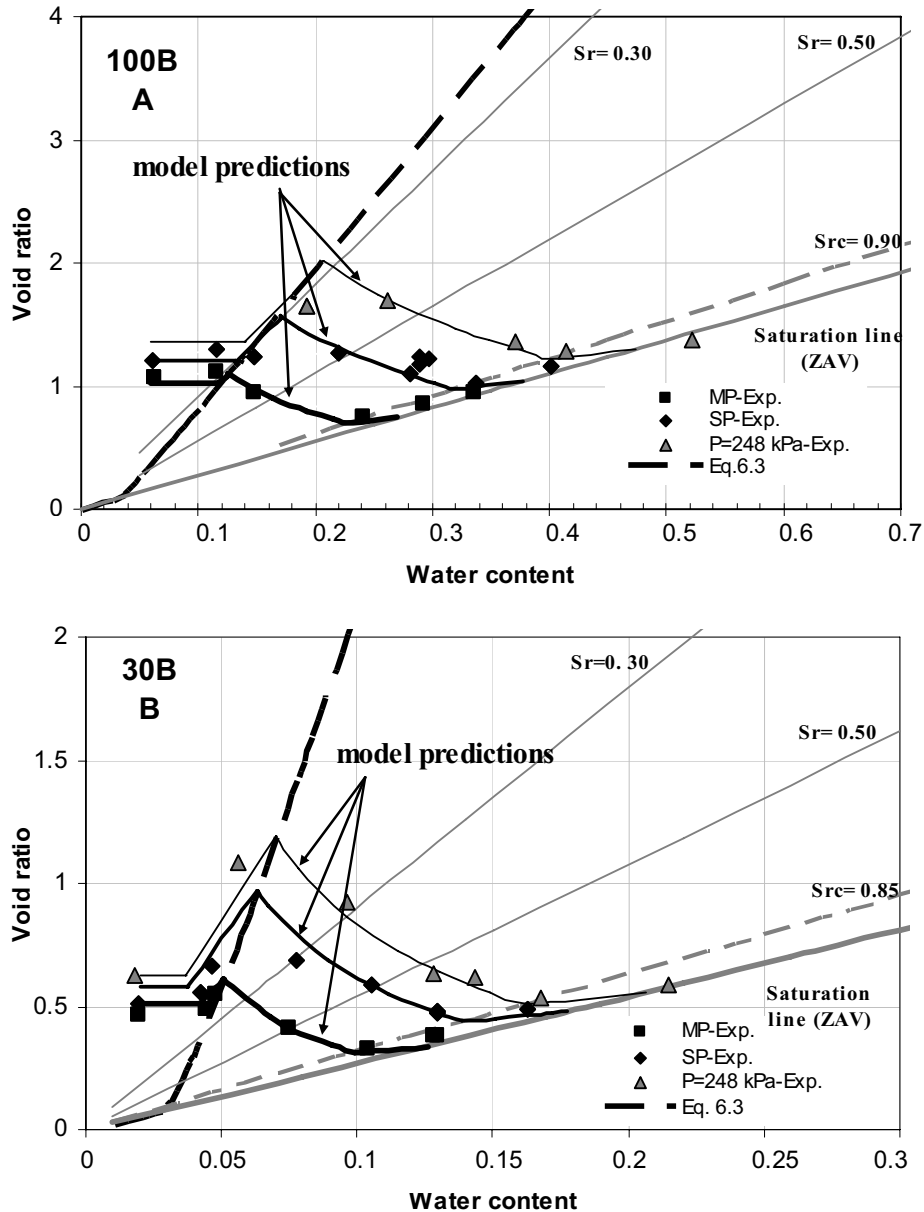 4
3
2
1
0
Void ratio
100B
A
Sr= 0.30
Sr= 0.50
model predictions
Src= 0.90
Saturation line
(ZAV)
MP-Exp.
SP-Exp.
P=248 kPa-Exp.
Eq.6.3
0
0.1
0.2
0.3
0.4
0.5
0.6
0.7
Water content
2
1.5
1
0.5
0
Void ratio
30B
B
Sr=0. 30
Sr=0.50
model predictions
Src= 0.85
Saturation
line (ZAV)
MP-Exp.
SP-Exp.
P=248 kPa-Exp.
Eq. 6.3
0
0.05
0.1
0.15
0.2
0.25
0.3
Water content